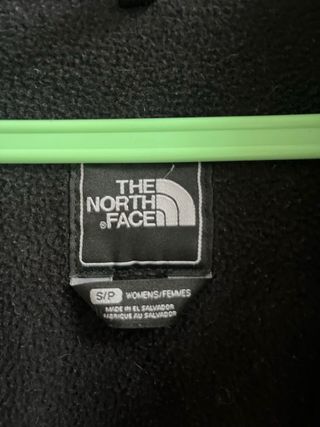 THE
NORTH
®FACE
S/P WOMENS/FEMMES
MADE IN EL SALVADOR
FABRIQUE AU SALVADOR